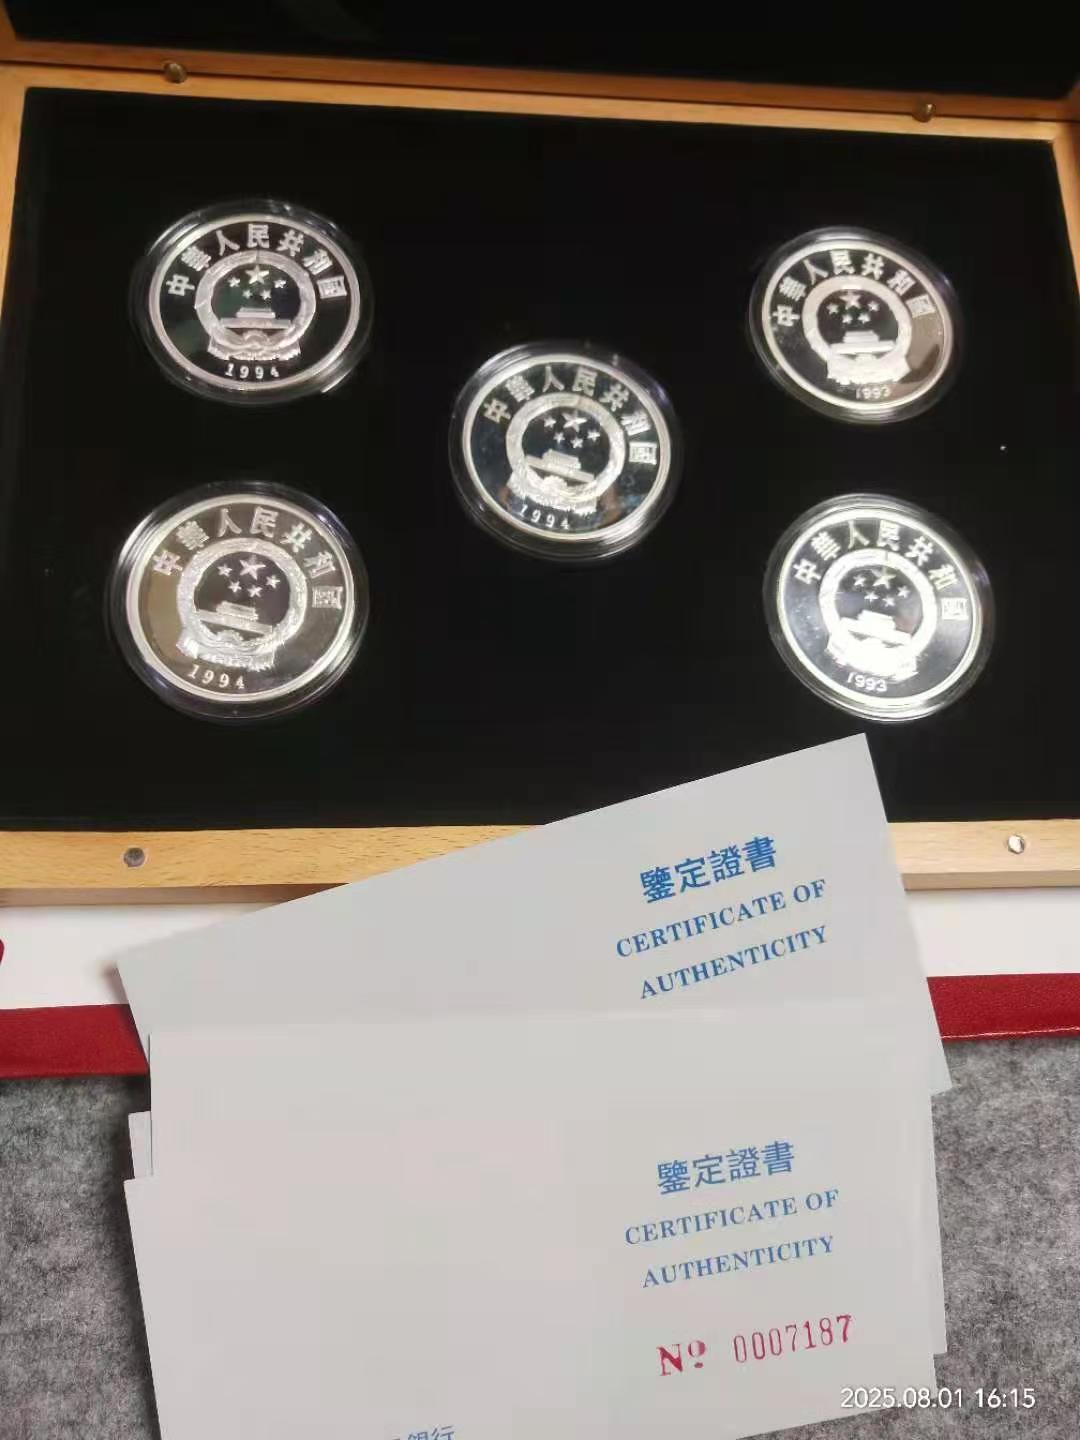 中華人民共和國
1994
中華人民共和國
1993
中華人民共和國
1994
中華人民共和國
1994
中華人民共和國
1993
鑒定證書
CERTIFICATE OF
AUTHENTICITY
鑒定證書
CERTIFICATE OF
AUTHENTICITY
Nº 0007187
銀行
2025.08.01 16:15